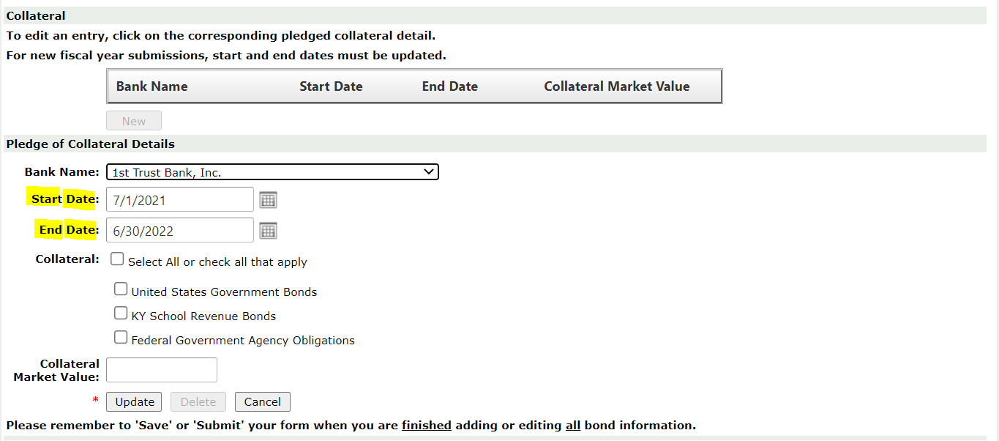 Collateral
To edit an entry, click on the corresponding pledged collateral detail.
For new fiscal year submissions, start and end dates must be updated.
Bank Name Start Date End Date Collateral Market Value
New
Pledge of Collateral Details
Bank Name: 1st Trust Bank, Inc.
Start Date: 7/1/2021
End Date: 6/30/2022
Collateral: Select All or check all that apply
United States Government Bonds
KY School Revenue Bonds
Federal Government Agency Obligations
Collateral
Market Value:
* Update Delete Cancel
Please remember to 'Save' or 'Submit' your form when you are finished adding or editing all bond information.